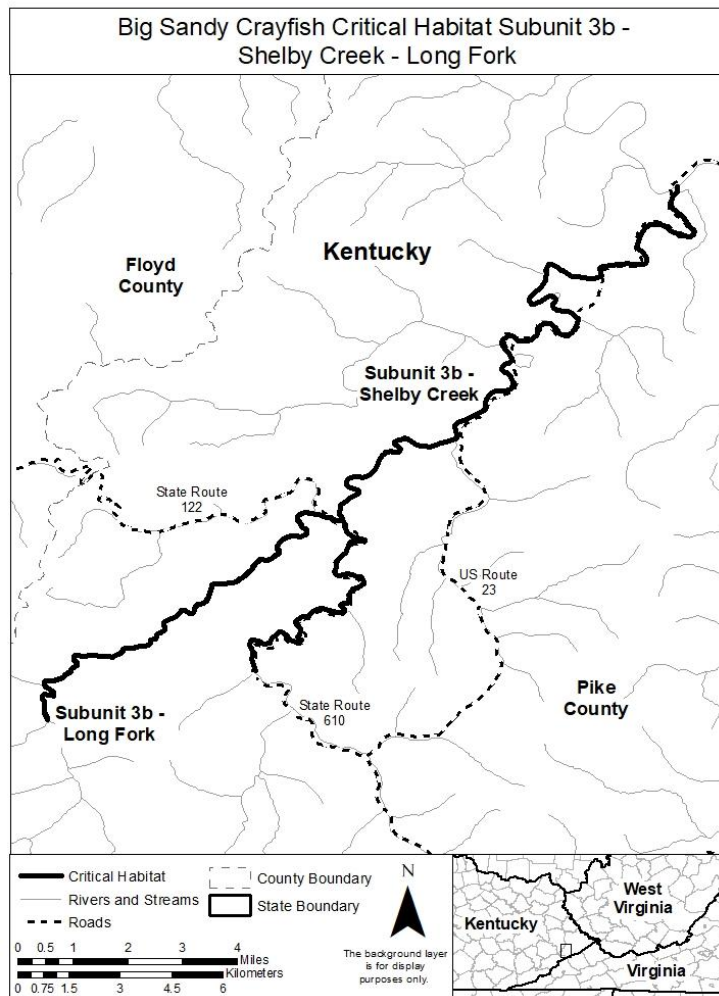 Big Sandy Crayfish Critical Habitat Subunit 3b -
Shelby Creek - Long Fork
Kentucky
Floyd
County
Subunit 3b -
Shelby Creek
State Route
122
US Route
23
Pike
County
State Route
610
Subunit 3b -
Long Fork
Critical Habitat
Rivers and Streams
Roads
County Boundary
State Boundary
N
The background layer
is for display
purposes only.
0 0.5 1 2 3 4
Miles
Kilometers
0 0.75 1.5 3 4.5 6
West
Virginia
Kentucky
Virginia